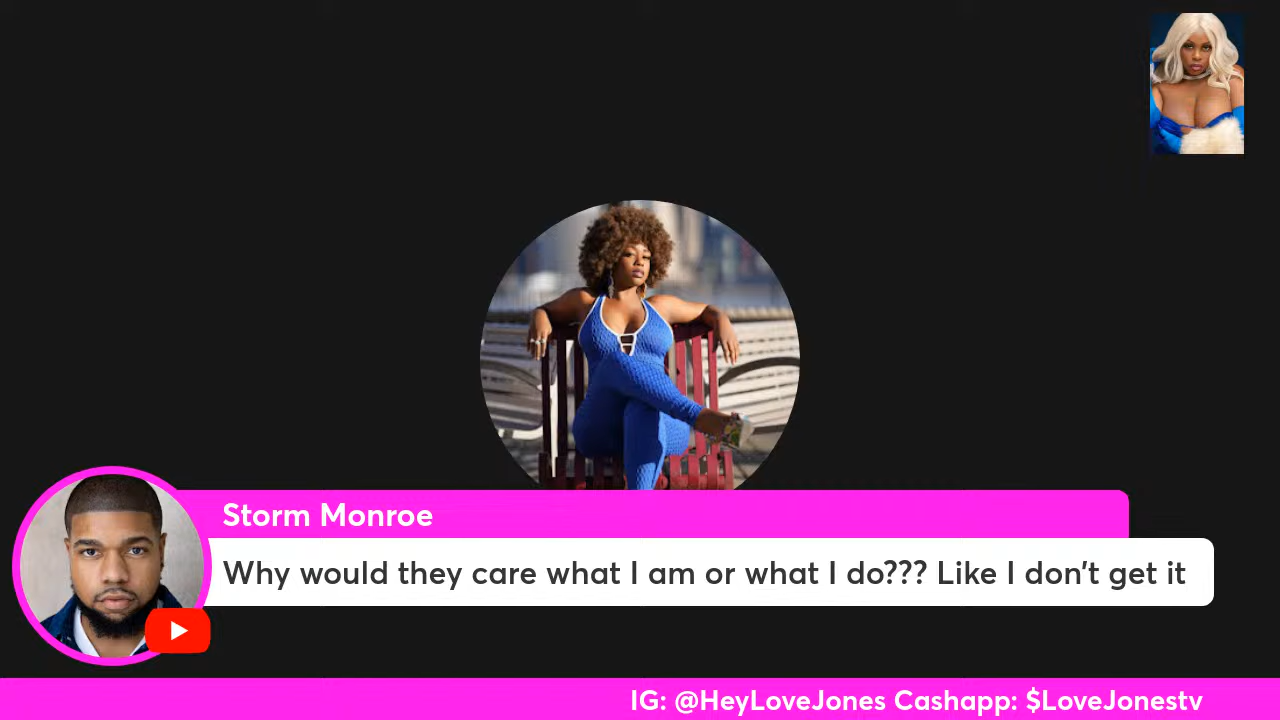 Storm Monroe
Why would they care what I am or what I do??? Like I don't get it
IG: @HeyLoveJones Cashapp: $LoveJonestv